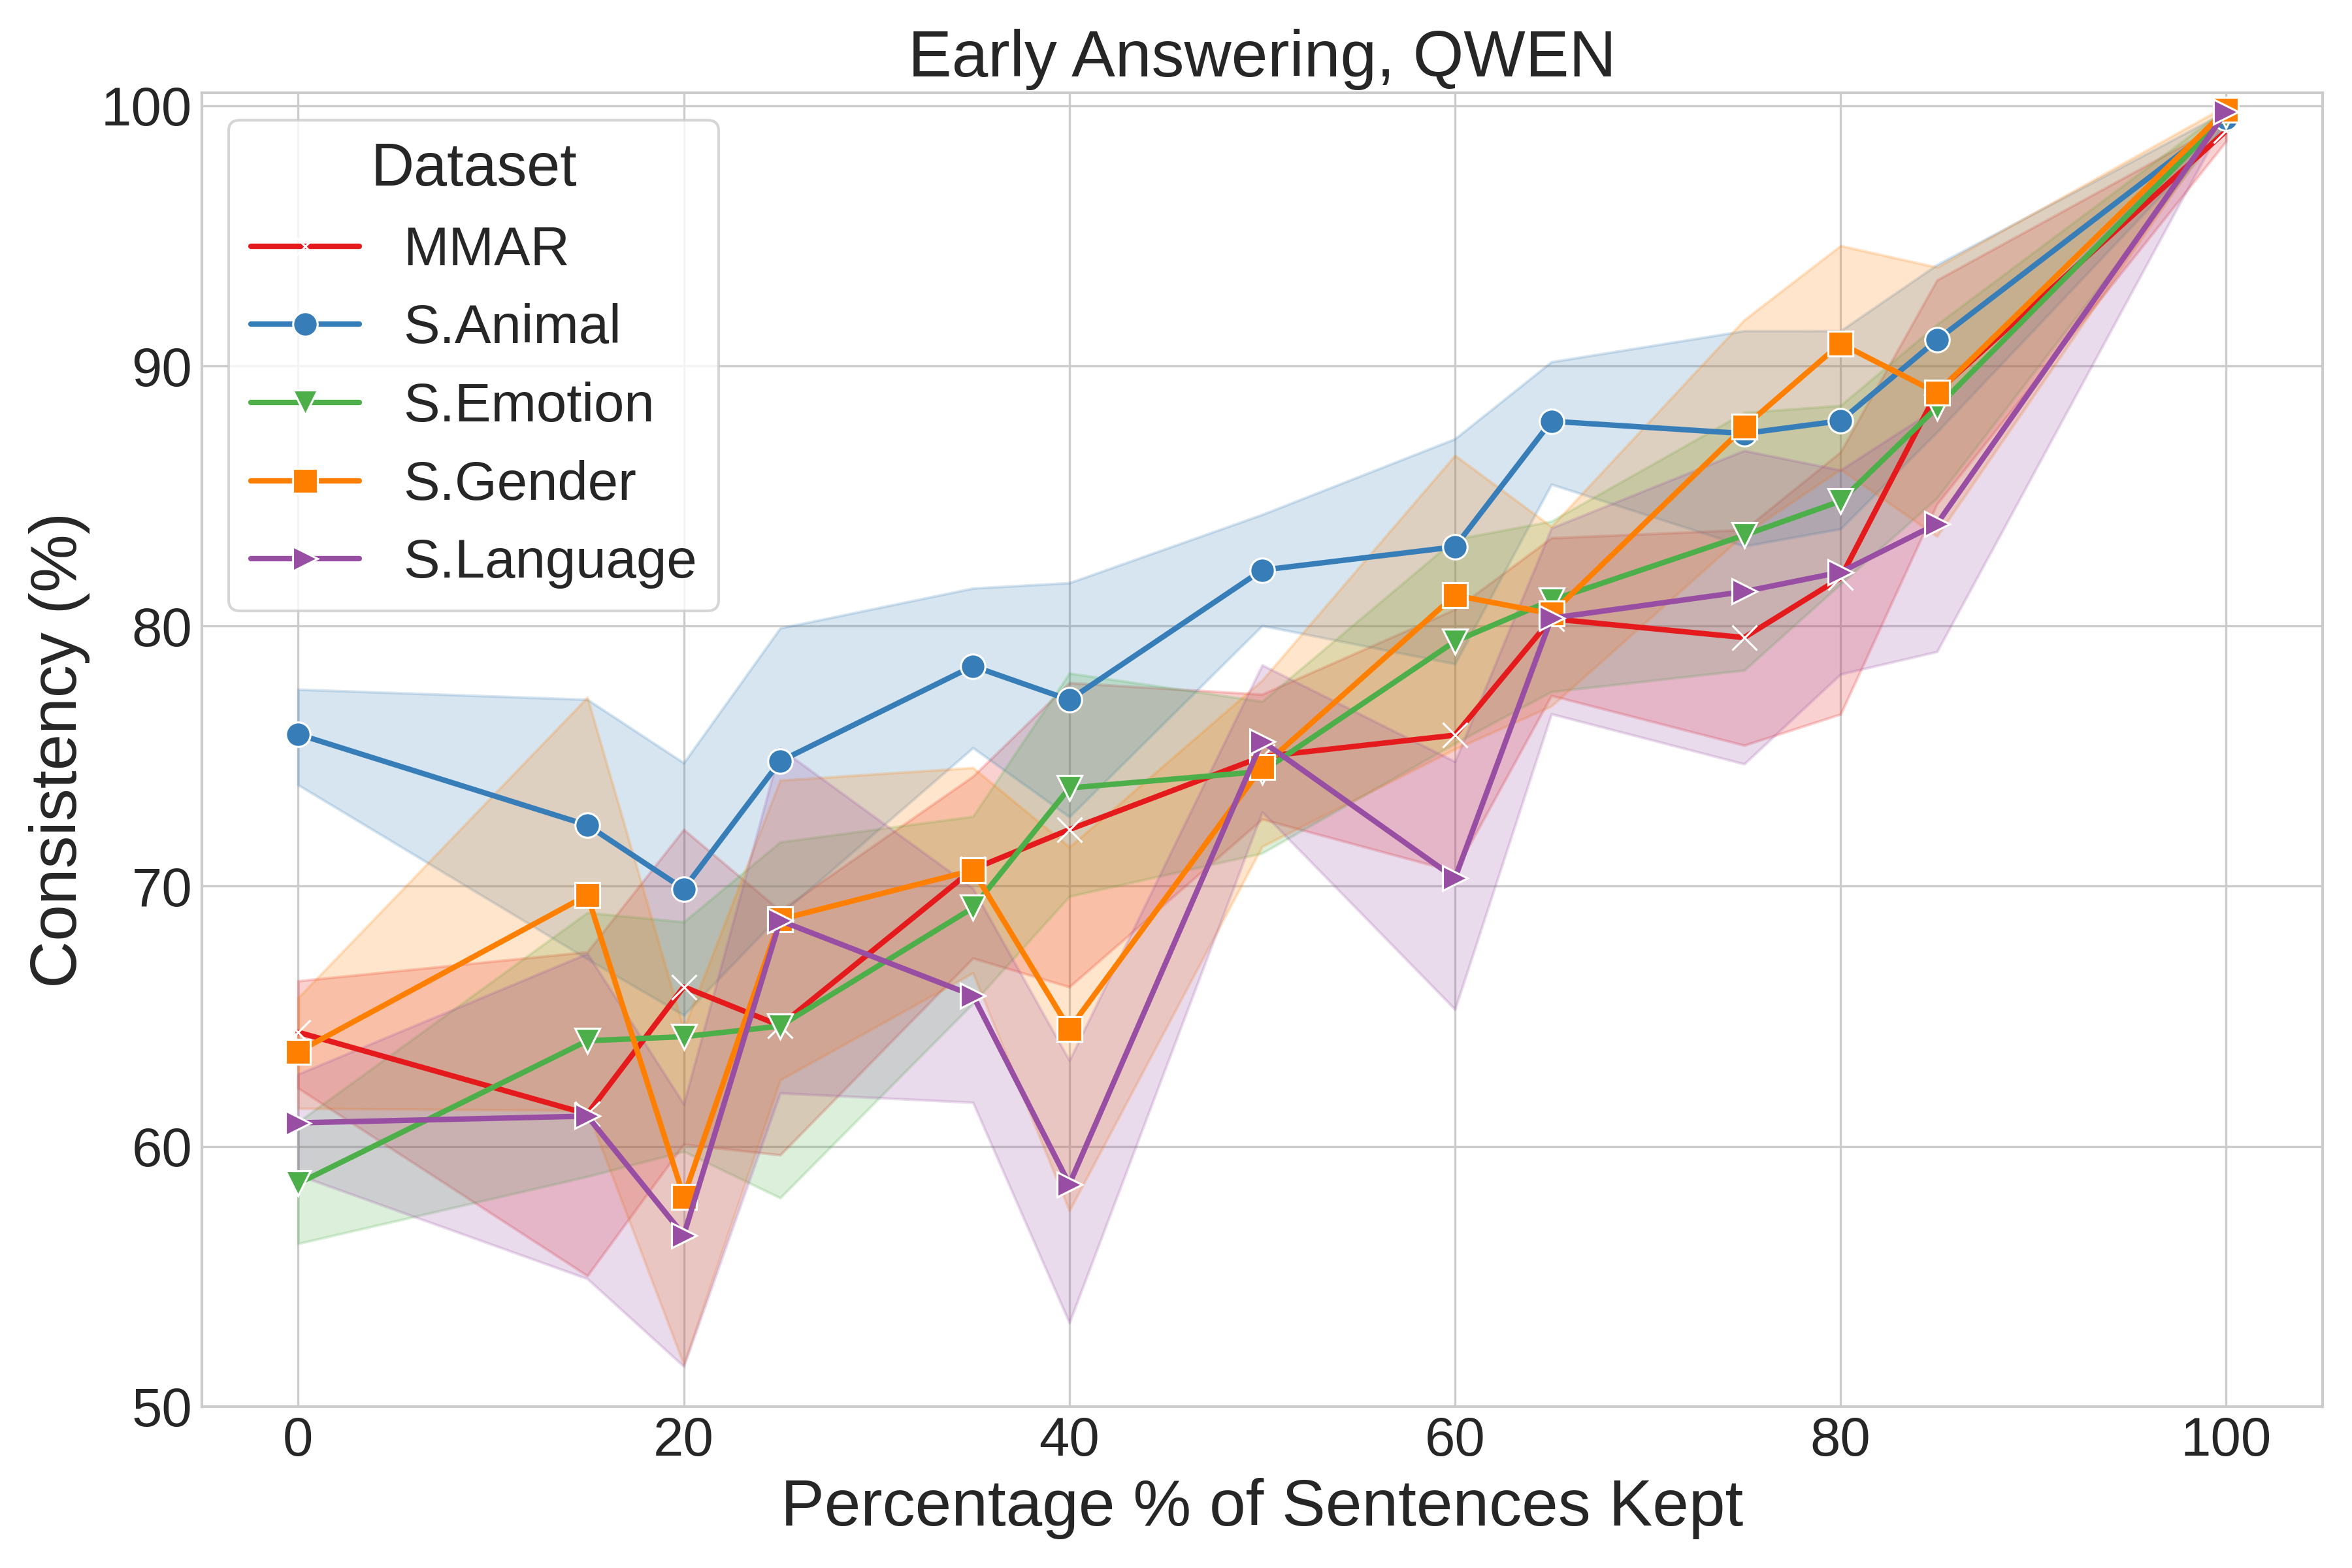 Early Answering, QWEN
Consistency (%)
100
90
80
70
60
50
Dataset
MMAR
S.Animal
S.Emotion
S.Gender
S.Language
0
20
40
60
80
100
Percentage % of Sentences Kept